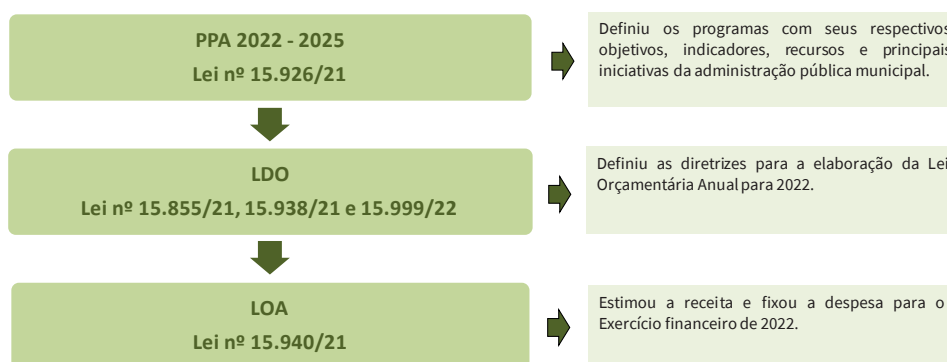 PPA 2022 - 2025
Lei nº 15.926/21
Definiu os programas com seus respectivos
objetivos, indicadores, recursos e principais
iniciativas da administração pública municipal.
LDO
Lei nº 15.855/21, 15.938/21 e 15.999/22
Definiu as diretrizes para a elaboração da Lei
Orçamentária Anual para 2022.
LOA
Lei nº 15.940/21
Estimou a receita e fixou a despesa para o
Exercício financeiro de 2022.